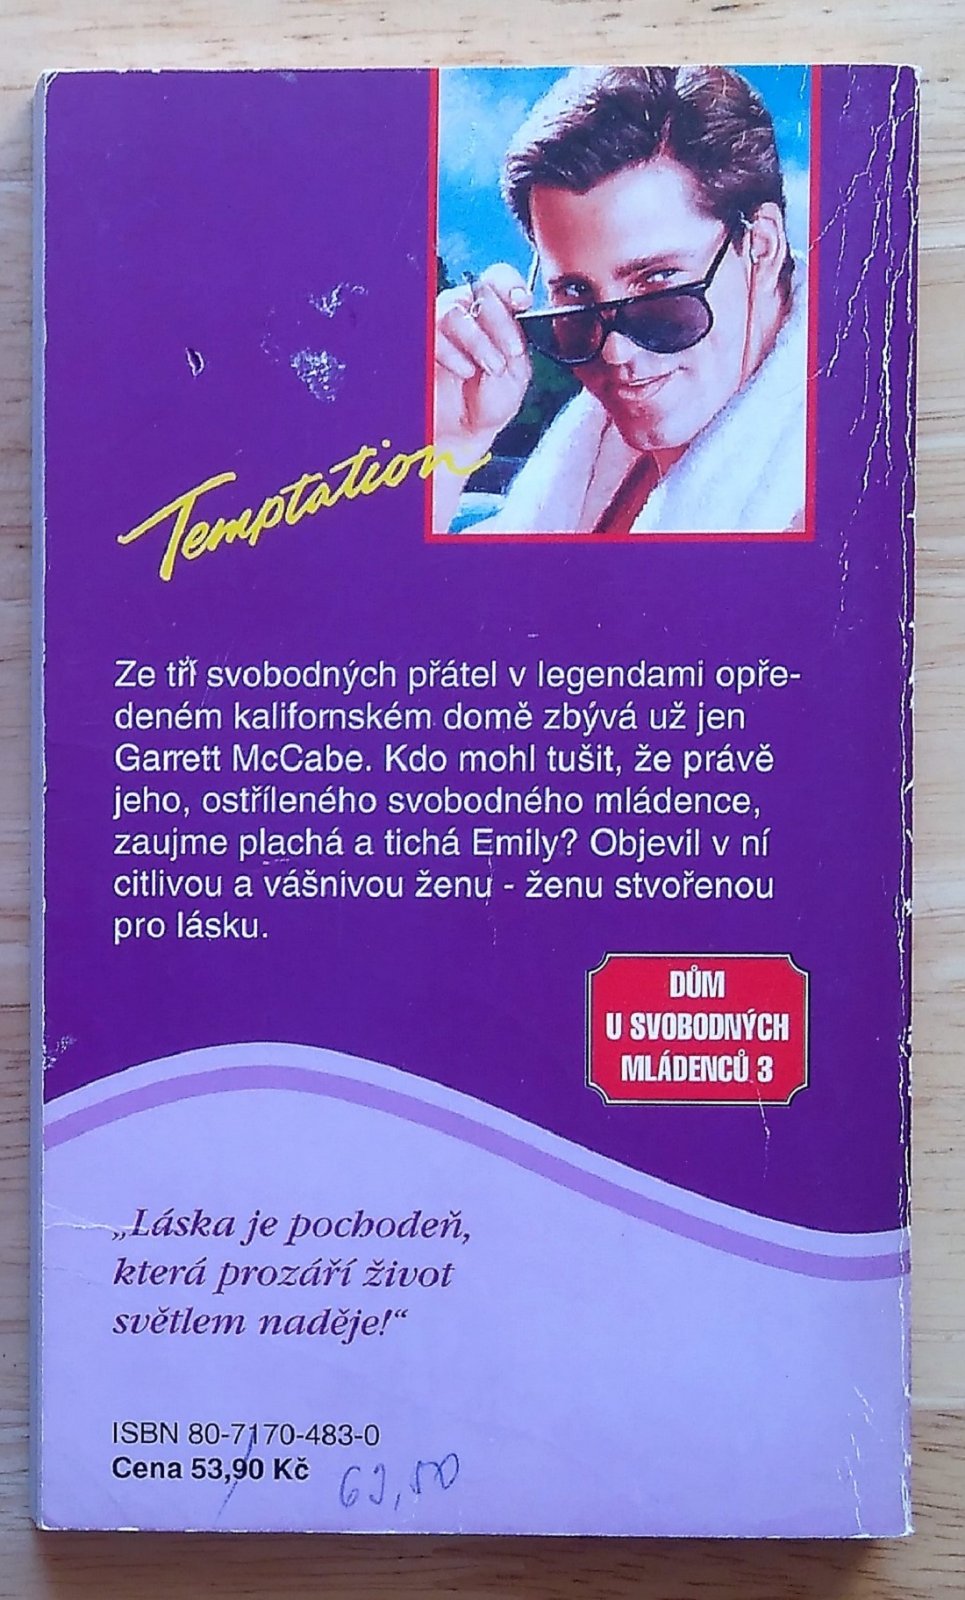 Temptation
Ze tří svobodných přátel v legendami opře-
deném kalifornském domě zbývá už jen
Garrett McCabe. Kdo mohl tušit, že právě
jeho, ostříleného svobodného mládence,
zaujme plachá a tichá Emily? Objevil v ní
citlivou a vášnivou ženu - ženu stvořenou
pro lásku.
DŮM
U SVOBODNÝCH
MLÁDENCŮ 3
„Láska je pochodeň,
která prozáří život
světlem naděje!“
ISBN 80-7170-483-0
Cena 53,90 Kč